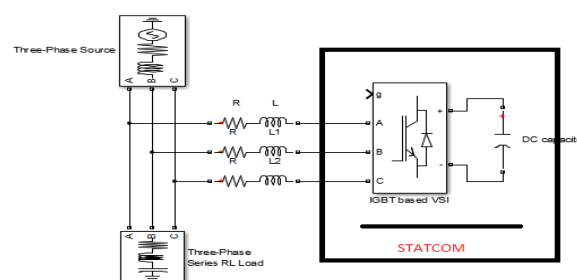 Three-Phase Source
A B C
R L
R L1
R L2
g
A
B
C
+
-
DC capacit
IGBT based VSI
STATCOM
A B C
Three-Phase
Series RL Load